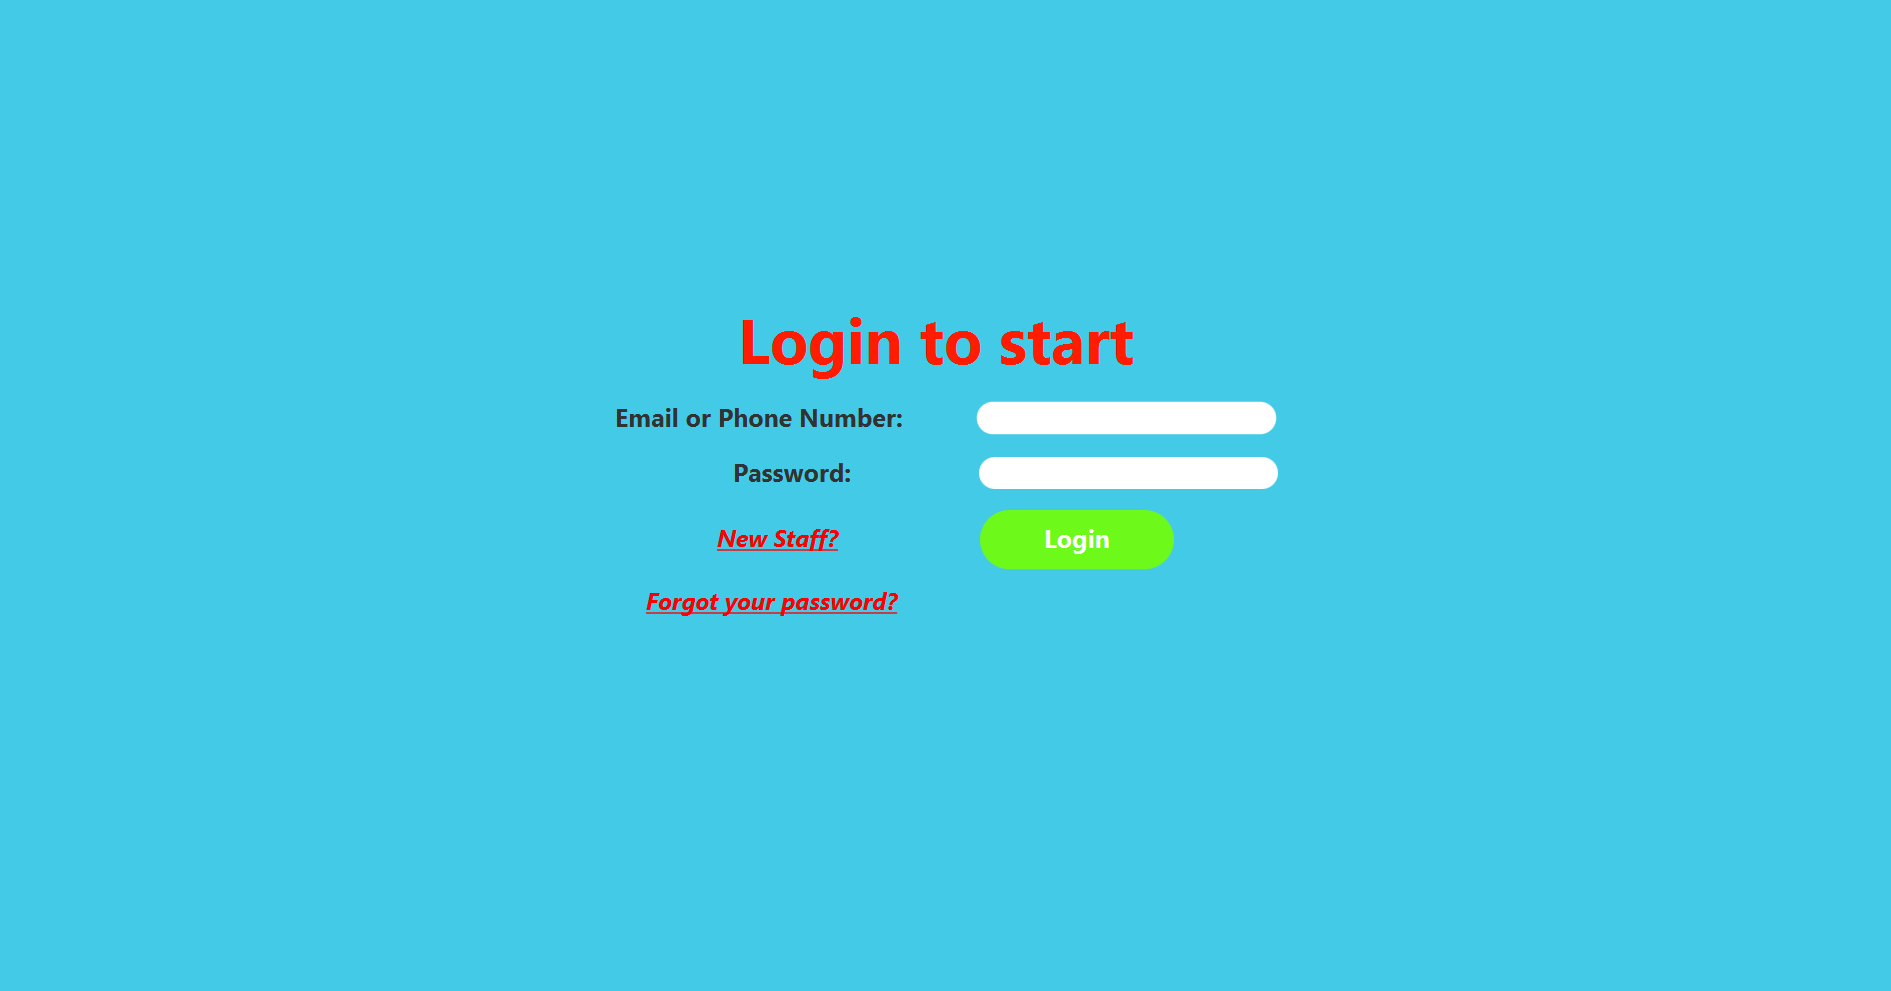 Login to start
Email or Phone Number:
Password:
New Staff?
Login
Forgot your password?